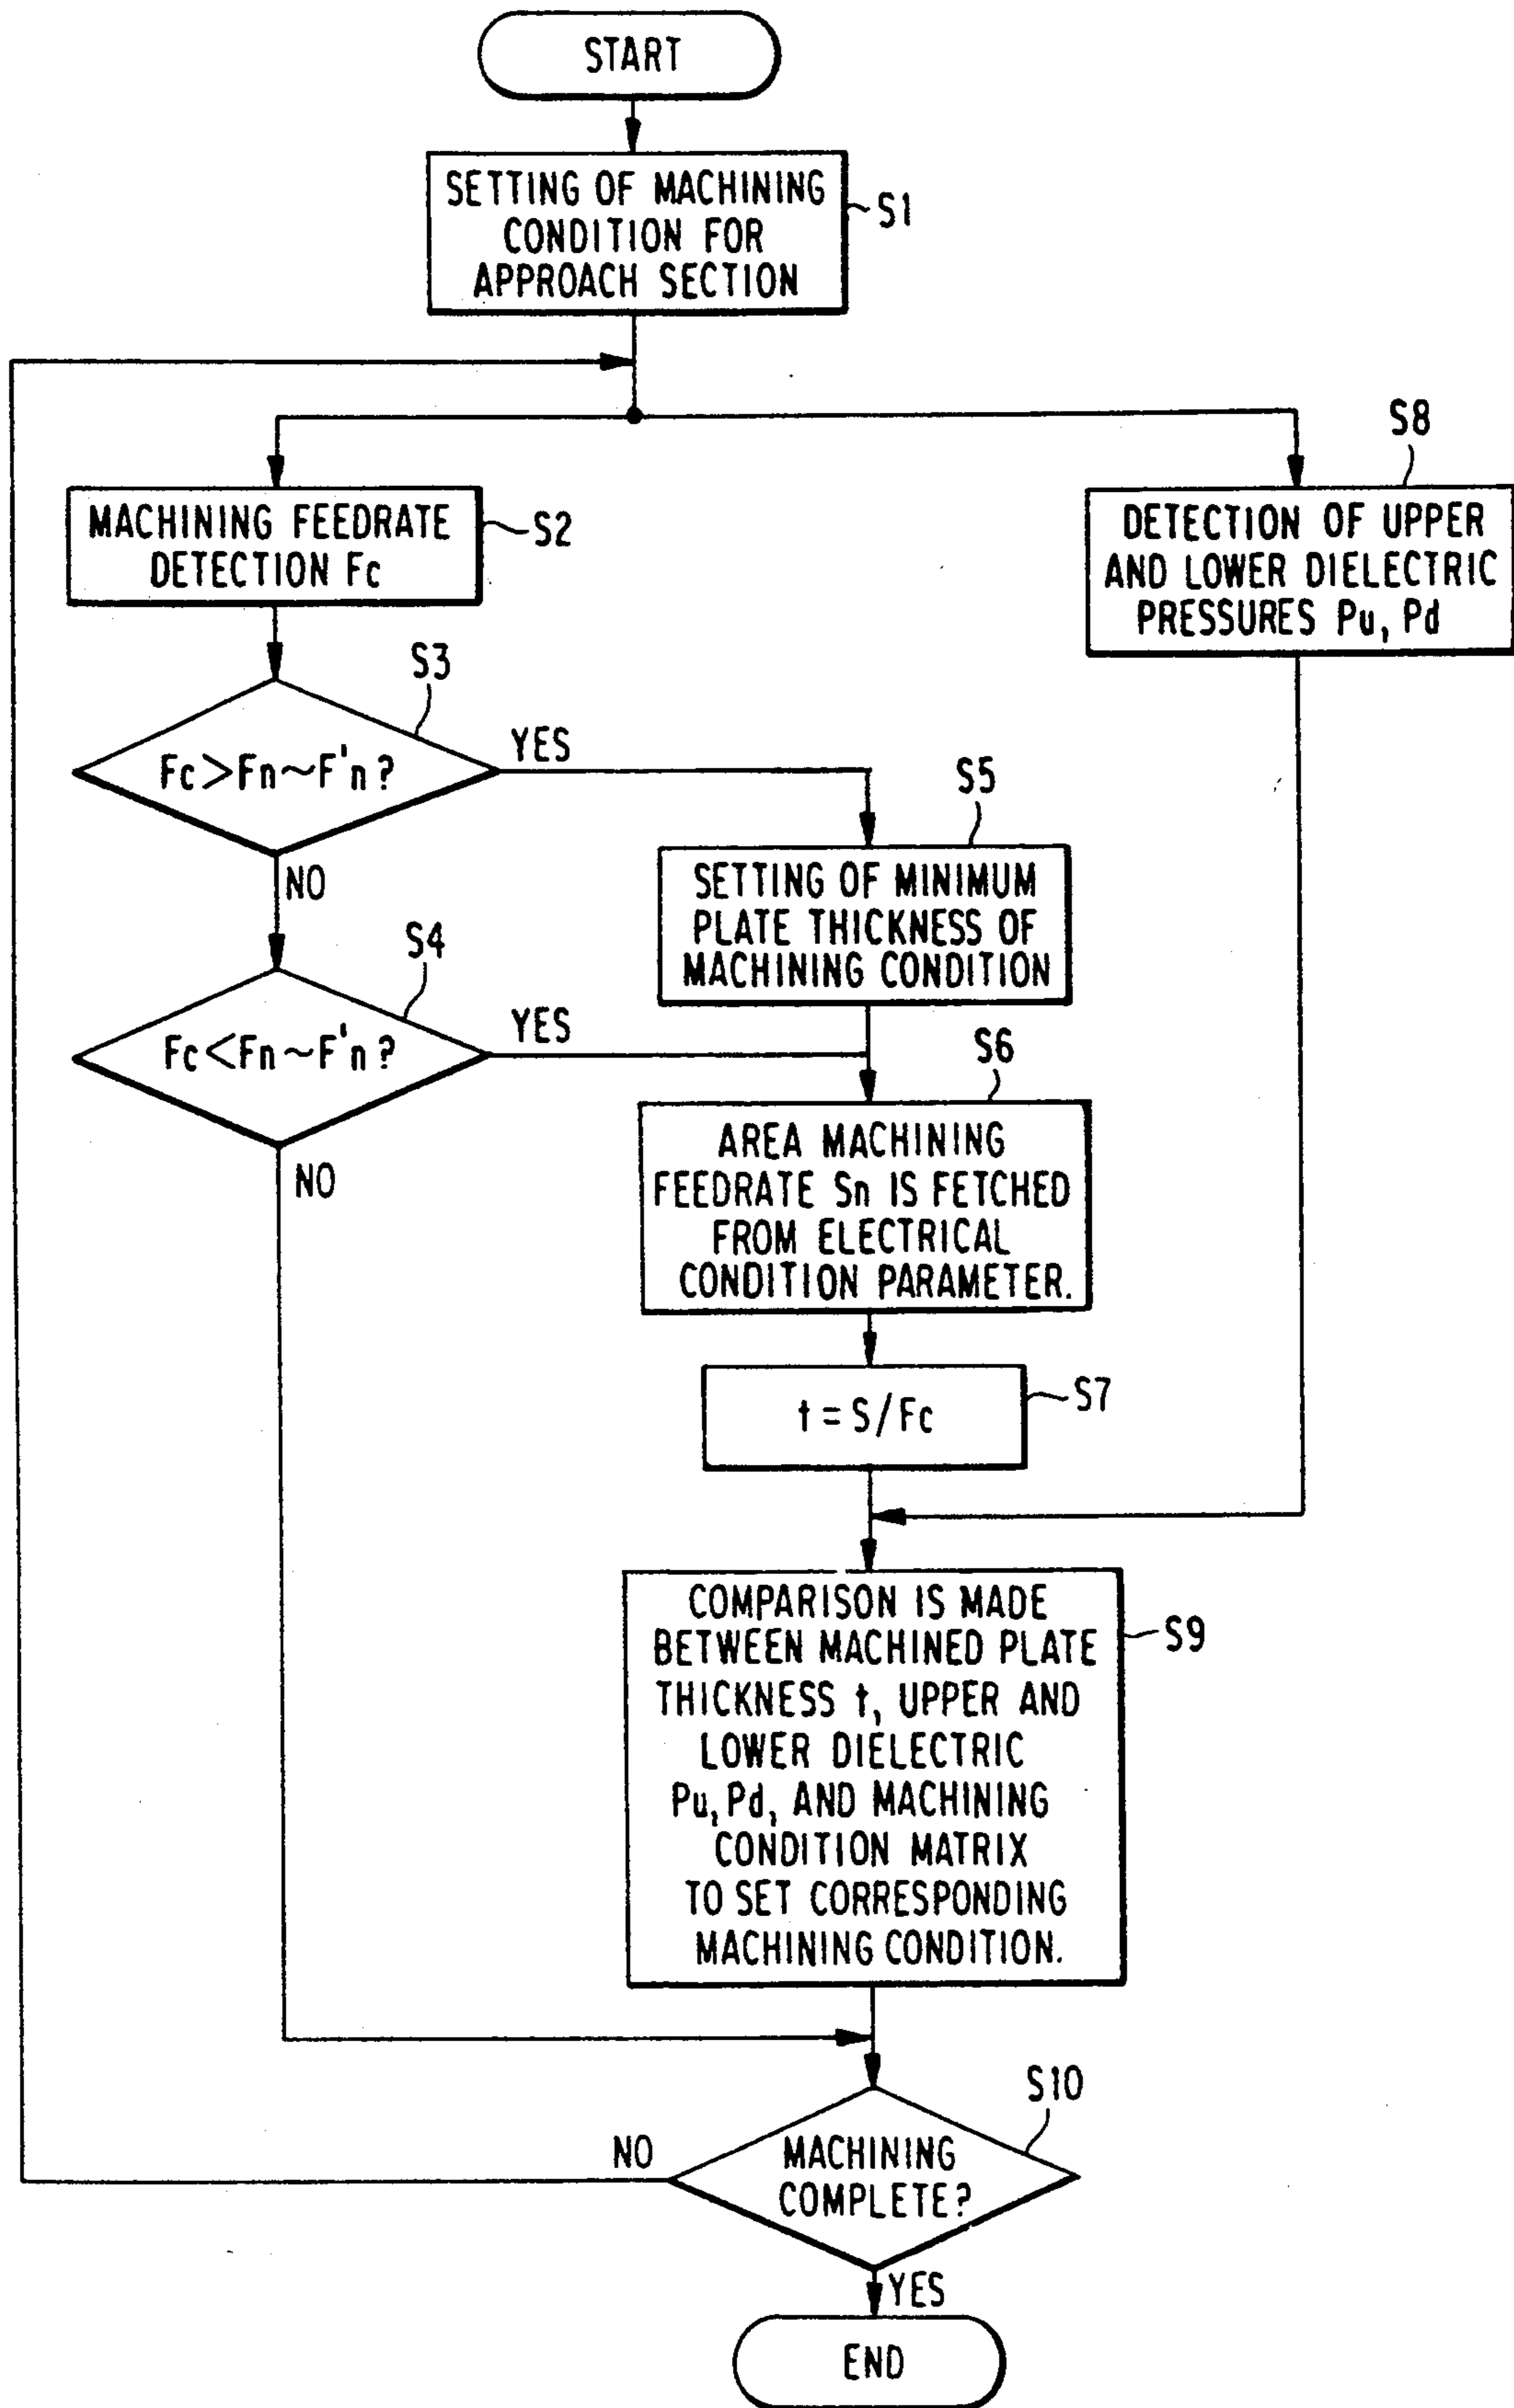 START
SETTING OF MACHINING
CONDITION FOR
APPROACH SECTION
S1
MACHINING FEEDRATE
DETECTION Fc
S2
S8
DETECTION OF UPPER
AND LOWER DIELECTRIC
PRESSURES Pu, Pd
S3
Fc>Fn~F'n?
YES
NO
S5
SETTING OF MINIMUM
PLATE THICKNESS OF
MACHINING CONDITION
S4
Fc<Fn~F'n?
YES
NO
S6
AREA MACHINING
FEEDRATE Sn IS FETCHED
FROM ELECTRICAL
CONDITION PARAMETER.
t=S/Fc
S7
COMPARISON IS MADE
BETWEEN MACHINED PLATE
THICKNESS t, UPPER AND
LOWER DIELECTRIC
Pu, Pd, AND MACHINING
CONDITION MATRIX
TO SET CORRESPONDING
MACHINING CONDITION.
S9
S10
MACHINING
COMPLETE?
NO
YES
END